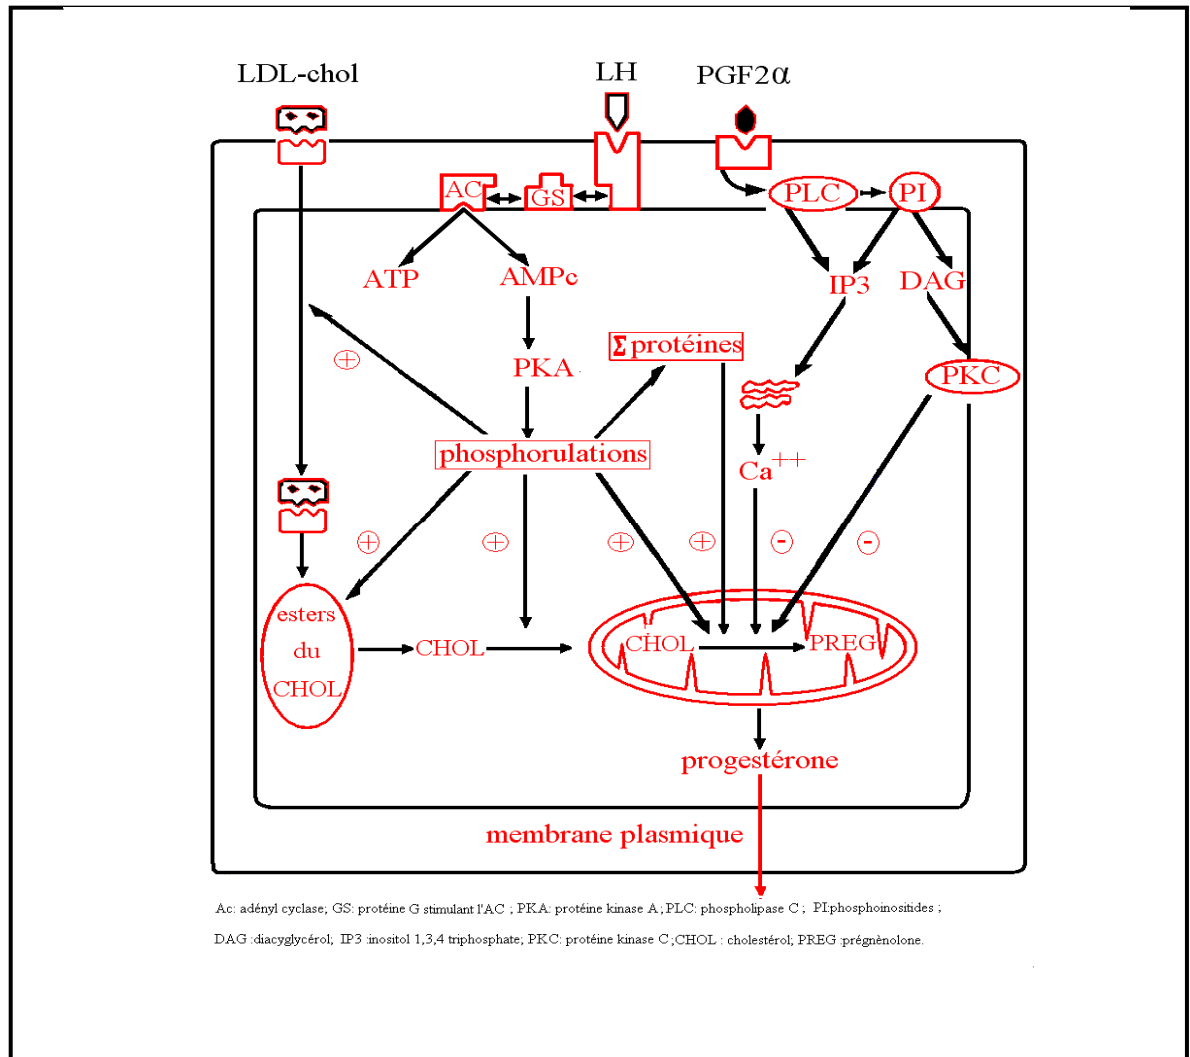 LDL-chol
LH
PGF2α
AC
GS
PLC
PI
ATP
AMPc
IP3
DAG
PKA
Σ protéines
PKC
+
phosphorulations
Ca++
+
+
+
+
-
-
esters
du
CHOL
CHOL
CHOL
PREG
progestérone
membrane plasmique
Ac: adényl cyclase; GS: protéine G stimulant l'AC ; PKA: protéine kinase A; PLC: phospholipase C ; PI:phosphoinositides ;
DAG :diacyglycérol; IP3 :inositol 1,3,4 triphosphate; PKC: protéine kinase C ;CHOL : cholestérol; PREG :prégnènolone.